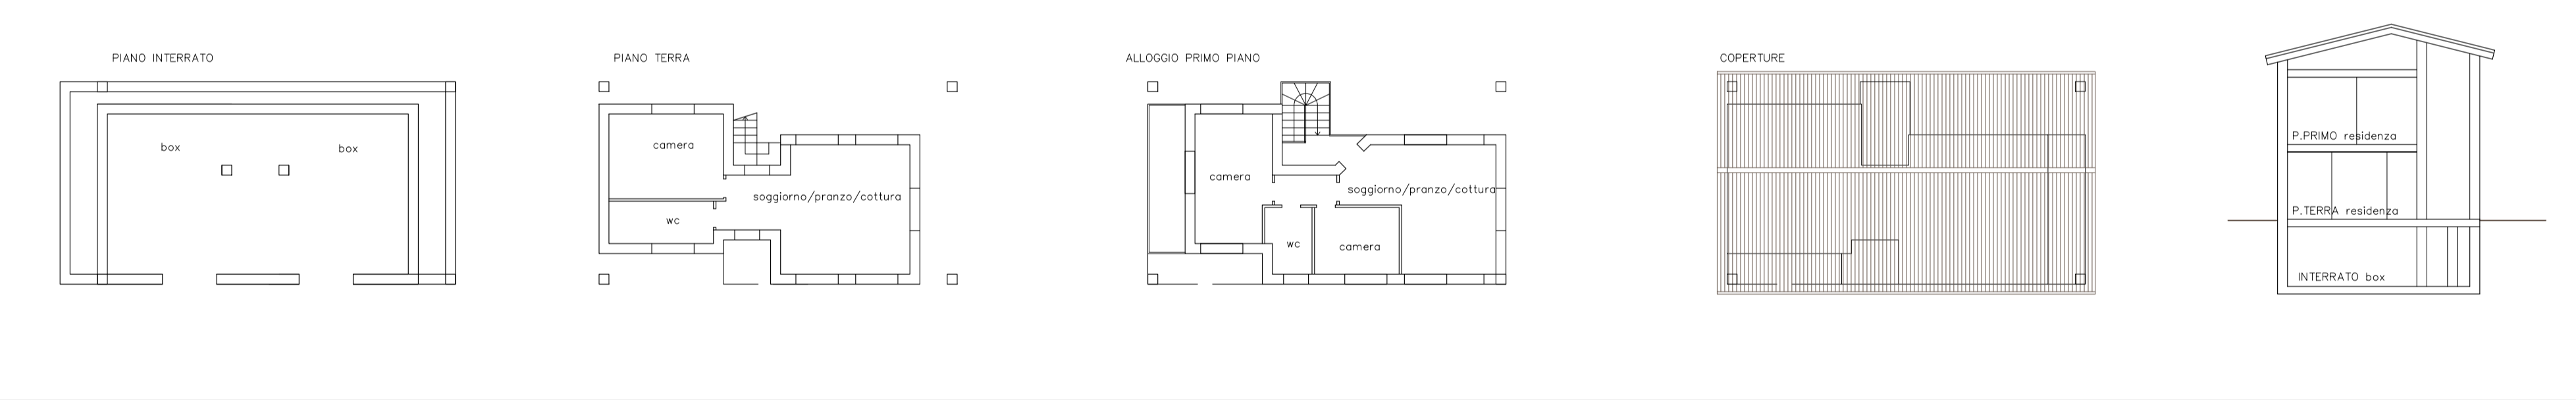 PIANO INTERRATO
box
box
PIANO TERRA
camera
soggiorno/pranzo/cottura
wc
ALLOGGIO PRIMO PIANO
camera
soggiorno/pranzo/cottura
wc
camera
COPERTURE
P.PRIMO residenza
P.TERRA residenza
INTERRATO box